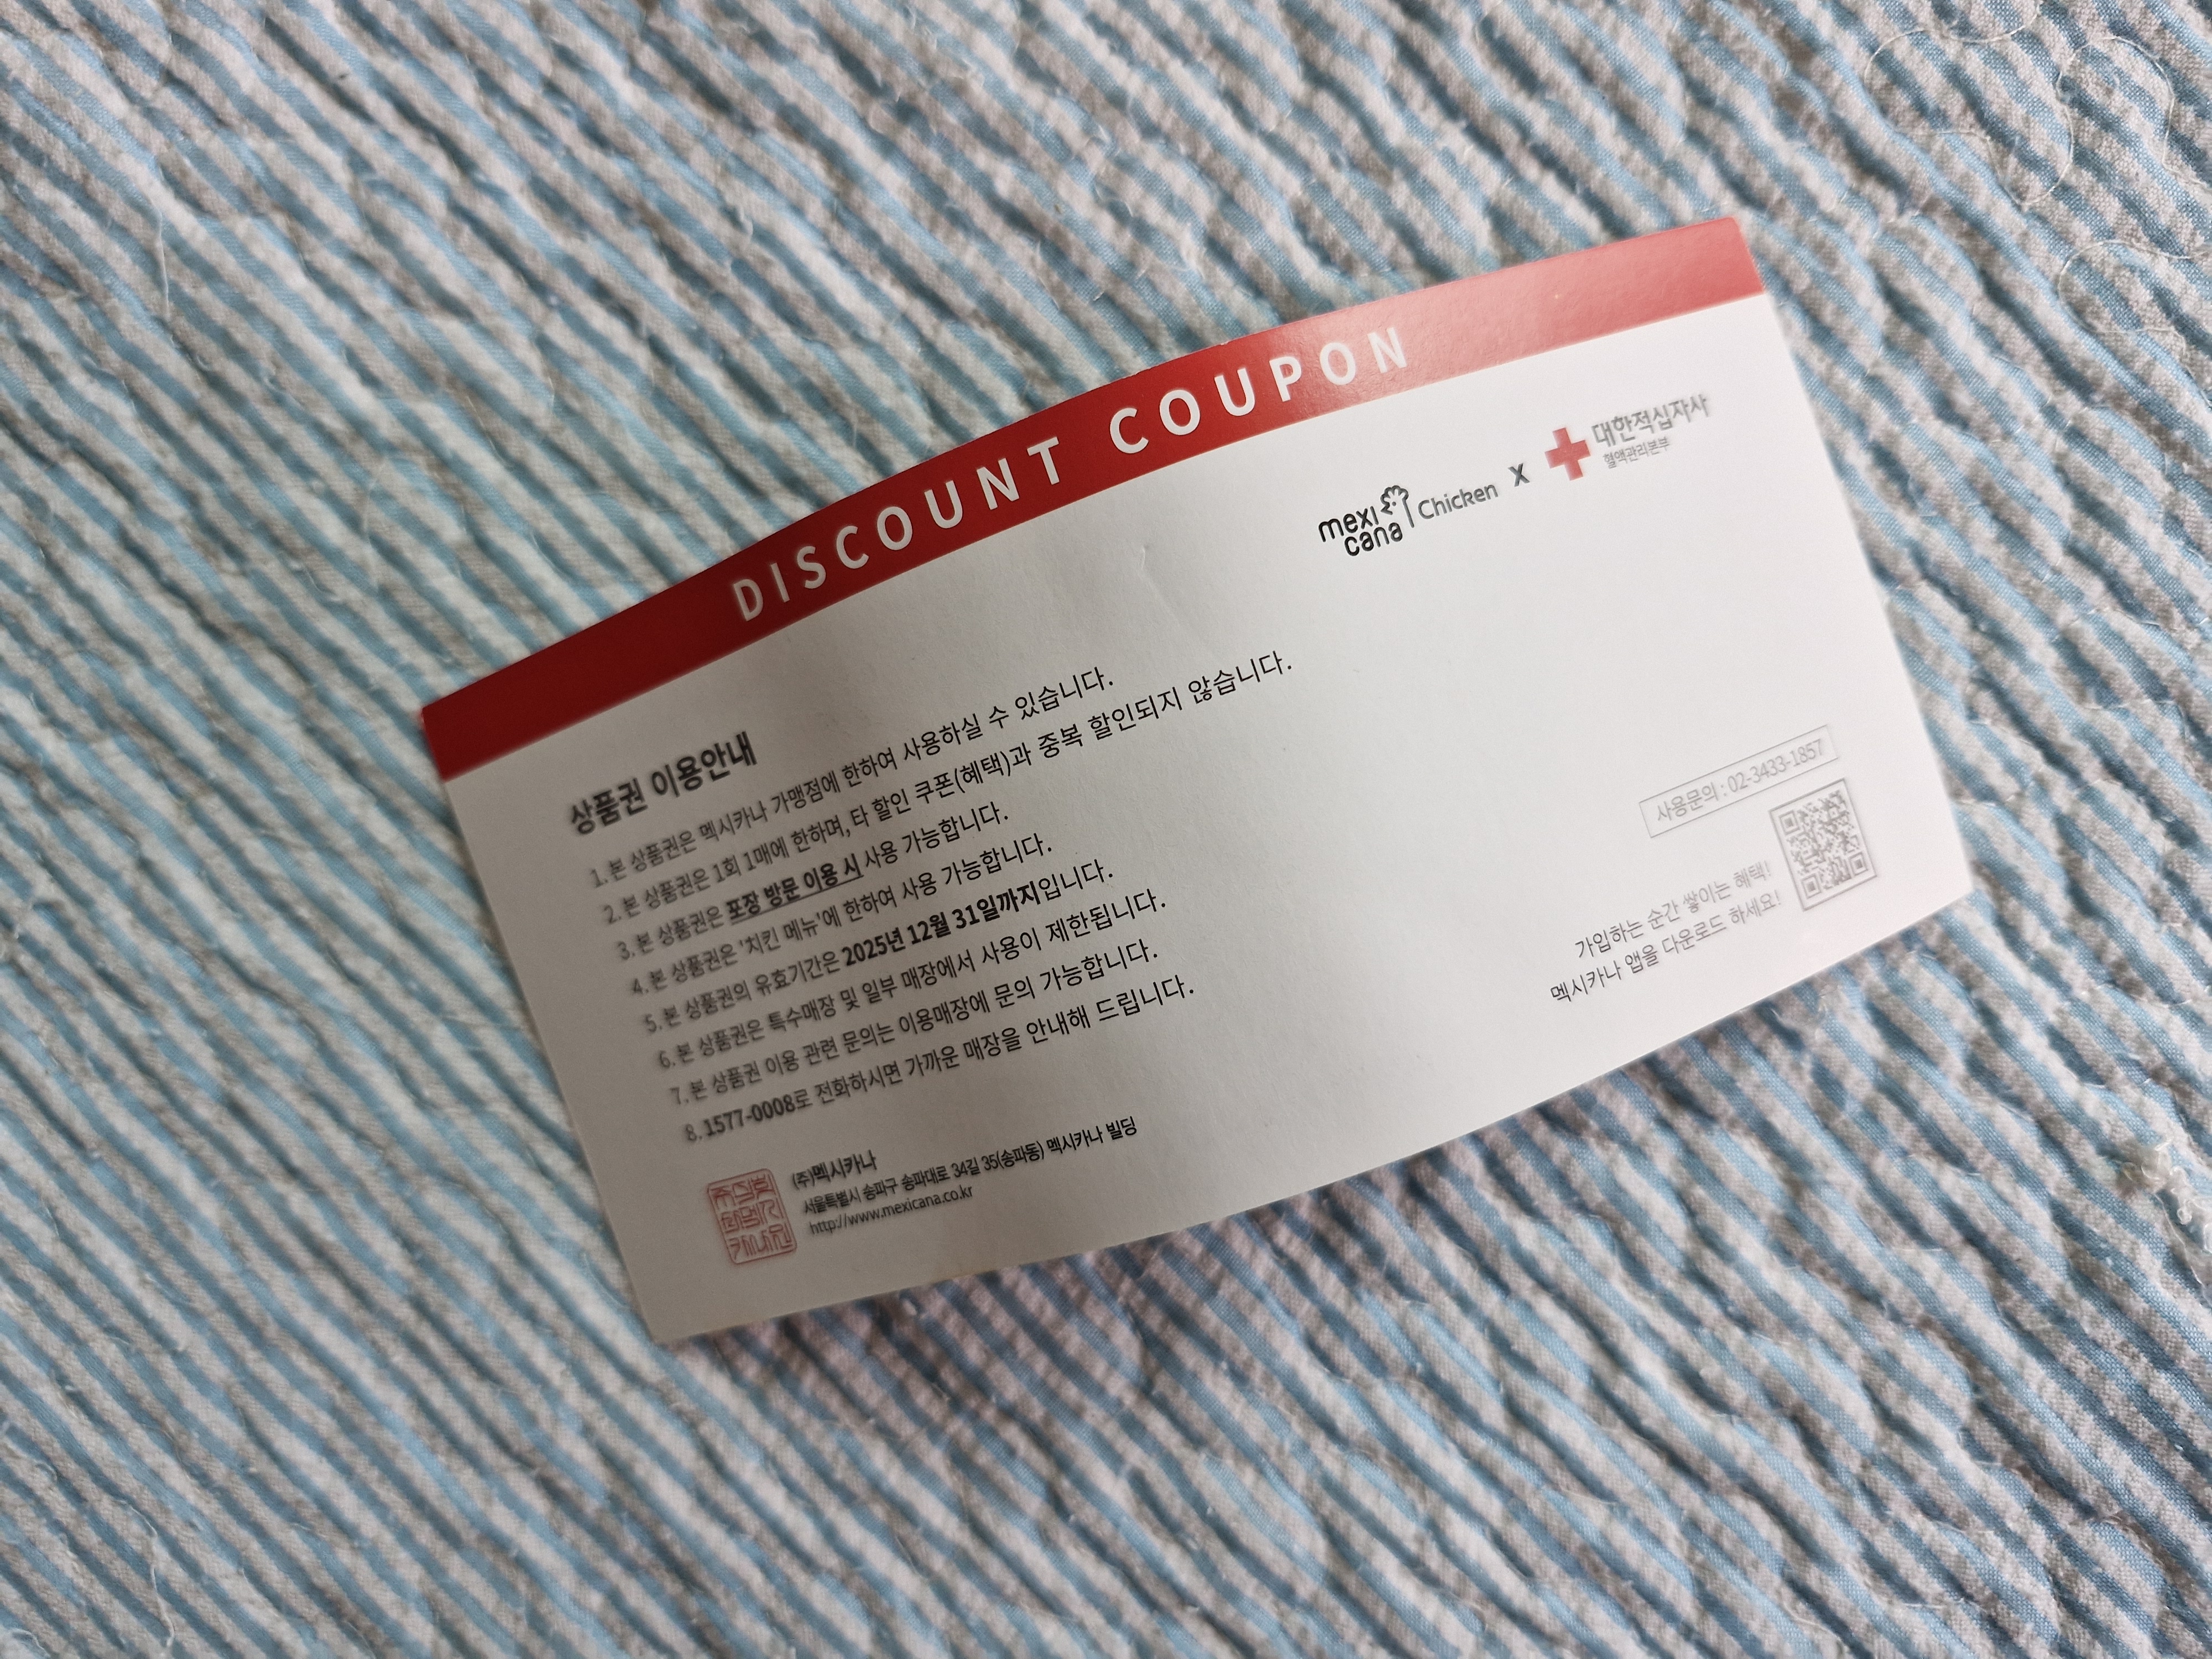 DISCOUNT COUPON
mexi
cana
Chicken X 대한적십자사
혈액관리본부
상품권 이용안내
1. 본 상품권은 멕시카나 가맹점에 한하여 사용하실 수 있습니다.
2. 본 상품권은 1회 1매에 한하며, 타 할인 쿠폰(혜택)과 중복 할인되지 않습니다.
3. 본 상품권은 포장 방문 이용 시 사용 가능합니다.
4. 본 상품권은 '치킨 메뉴'에 한하여 사용 가능합니다.
5. 본 상품권의 유효기간은 2025년 12월 31일까지입니다.
6. 본 상품권은 특수매장 및 일부 매장에서 사용이 제한됩니다.
7. 본 상품권 이용 관련 문의는 이용매장에 문의 가능합니다.
8. 1577-0008로 전화하시면 가까운 매장을 안내해 드립니다.
(주)멕시카나
서울특별시 송파구 송파대로 34길 35(송파동) 멕시카나 빌딩
http://www.mexicana.co.kr
사용문의 : 02-3433-1857
가입하는 순간 쌓이는 혜택!
멕시카나 앱을 다운로드 하세요!